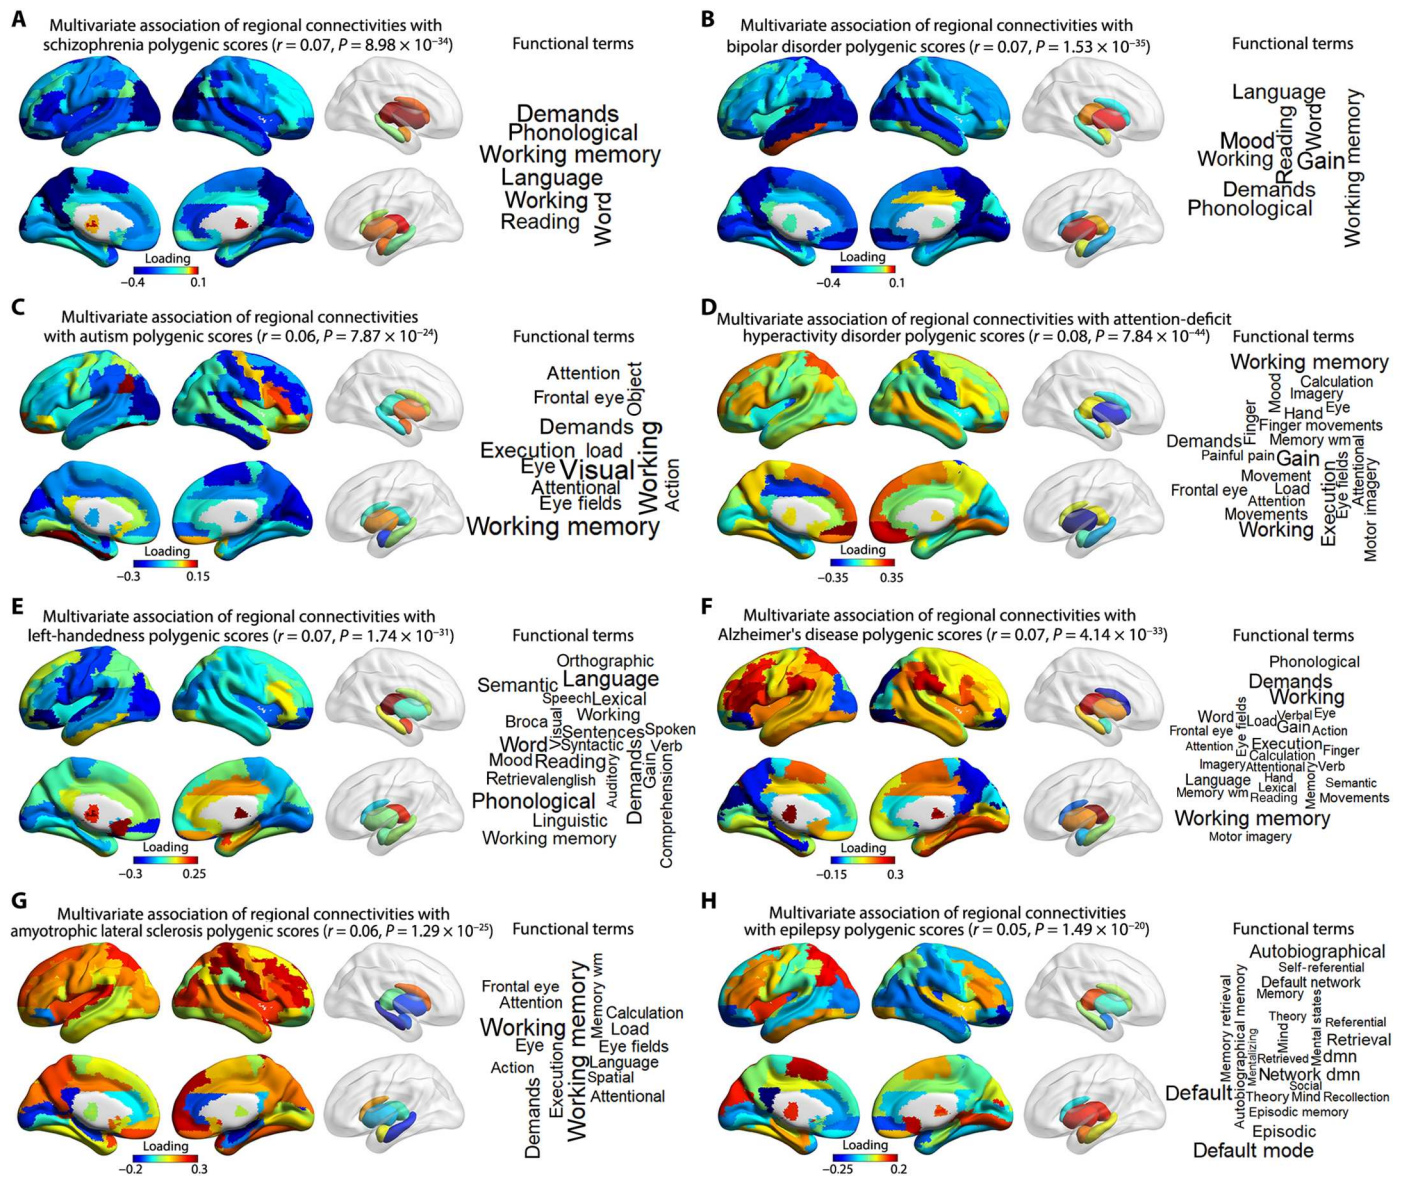 A
Multivariate association of regional connectivities with
schizophrenia polygenic scores (r = 0.07, P = 8.98 × 10⁻³⁴)
Functional terms
Demands
Phonological
Working memory
Language
Working
Reading
Word
Loading
−0.4
0.1
B
Multivariate association of regional connectivities with
bipolar disorder polygenic scores (r = 0.07, P = 1.53 × 10⁻³⁵)
Functional terms
Language
Reading
Word
Working memory
Mood
Working
Gain
Demands
Phonological
Loading
−0.4
0.1
C
Multivariate association of regional connectivities
with autism polygenic scores (r = 0.06, P = 7.87 × 10⁻²⁴)
Functional terms
Attention
Object
Frontal eye
Demands
Execution load
Working
Eye
Visual
Action
Attentional
Eye fields
Working memory
Loading
−0.3
0.15
D
Multivariate association of regional connectivities with attention-deficit
hyperactivity disorder polygenic scores (r = 0.08, P = 7.84 × 10⁻⁴⁴)
Functional terms
Working memory
Mood
Calculation
Imagery
Finger
Hand
Eye
Finger movements
Demands
Memory wm
Painful pain
Gain
Attentional
Movement
Execution
Eye fields
Motor imagery
Frontal eye
Load
Attention
Movements
Working
Loading
−0.35
0.35
E
Multivariate association of regional connectivities with
left-handedness polygenic scores (r = 0.07, P = 1.74 × 10⁻³¹)
Functional terms
Orthographic
Language
Semantic
Speech
Lexical
Working
Broca
Visual
Sentences
Spoken
Word
Syntactic
Verb
Mood
Reading
Auditory
Demands
Gain
Comprehension
Retrieval
english
Phonological
Linguistic
Working memory
Loading
−0.3
0.25
F
Multivariate association of regional connectivities with
Alzheimer's disease polygenic scores (r = 0.07, P = 4.14 × 10⁻³³)
Functional terms
Phonological
Demands
Working
Word
Eye fields
Load
Verbal
Eye
Frontal eye
Gain
Action
Attention
Execution
Calculation
Finger
Imagery
Attentional
Verb
Language
Hand
Memory
Semantic
Memory wm
Lexical
Reading
Movements
Working memory
Motor imagery
Loading
−0.15
0.3
G
Multivariate association of regional connectivities with
amyotrophic lateral sclerosis polygenic scores (r = 0.06, P = 1.29 × 10⁻²⁵)
Functional terms
Frontal eye
Attention
Working memory
Memory wm
Calculation
Working
Load
Eye
Eye fields
Action
Execution
Language
Spatial
Demands
Attentional
Loading
−0.2
0.3
H
Multivariate association of regional connectivities
with epilepsy polygenic scores (r = 0.05, P = 1.49 × 10⁻²⁰)
Functional terms
Autobiographical
Self-referential
Default network
Memory retrieval
Autobiographical memory
Memory
Theory
Mental states
Referential
Mind
Retrieval
Mentalizing
Retrieved
dmn
Network dmn
Social
Default
Theory Mind
Recollection
Episodic memory
Episodic
Default mode
Loading
−0.25
0.2